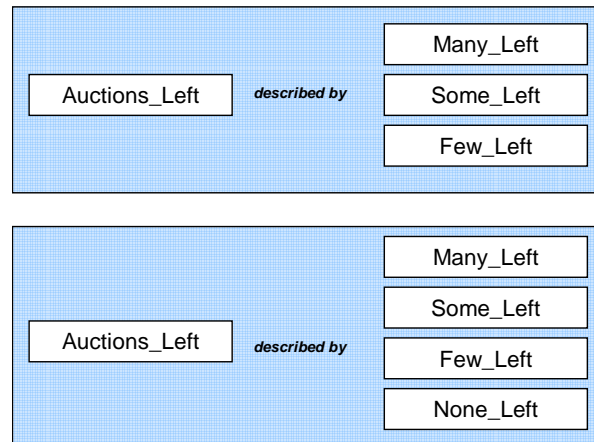 Many_Left
Auctions_Left described by Some_Left
Few_Left
Many_Left
Some_Left
Auctions_Left described by
Few_Left
None_Left